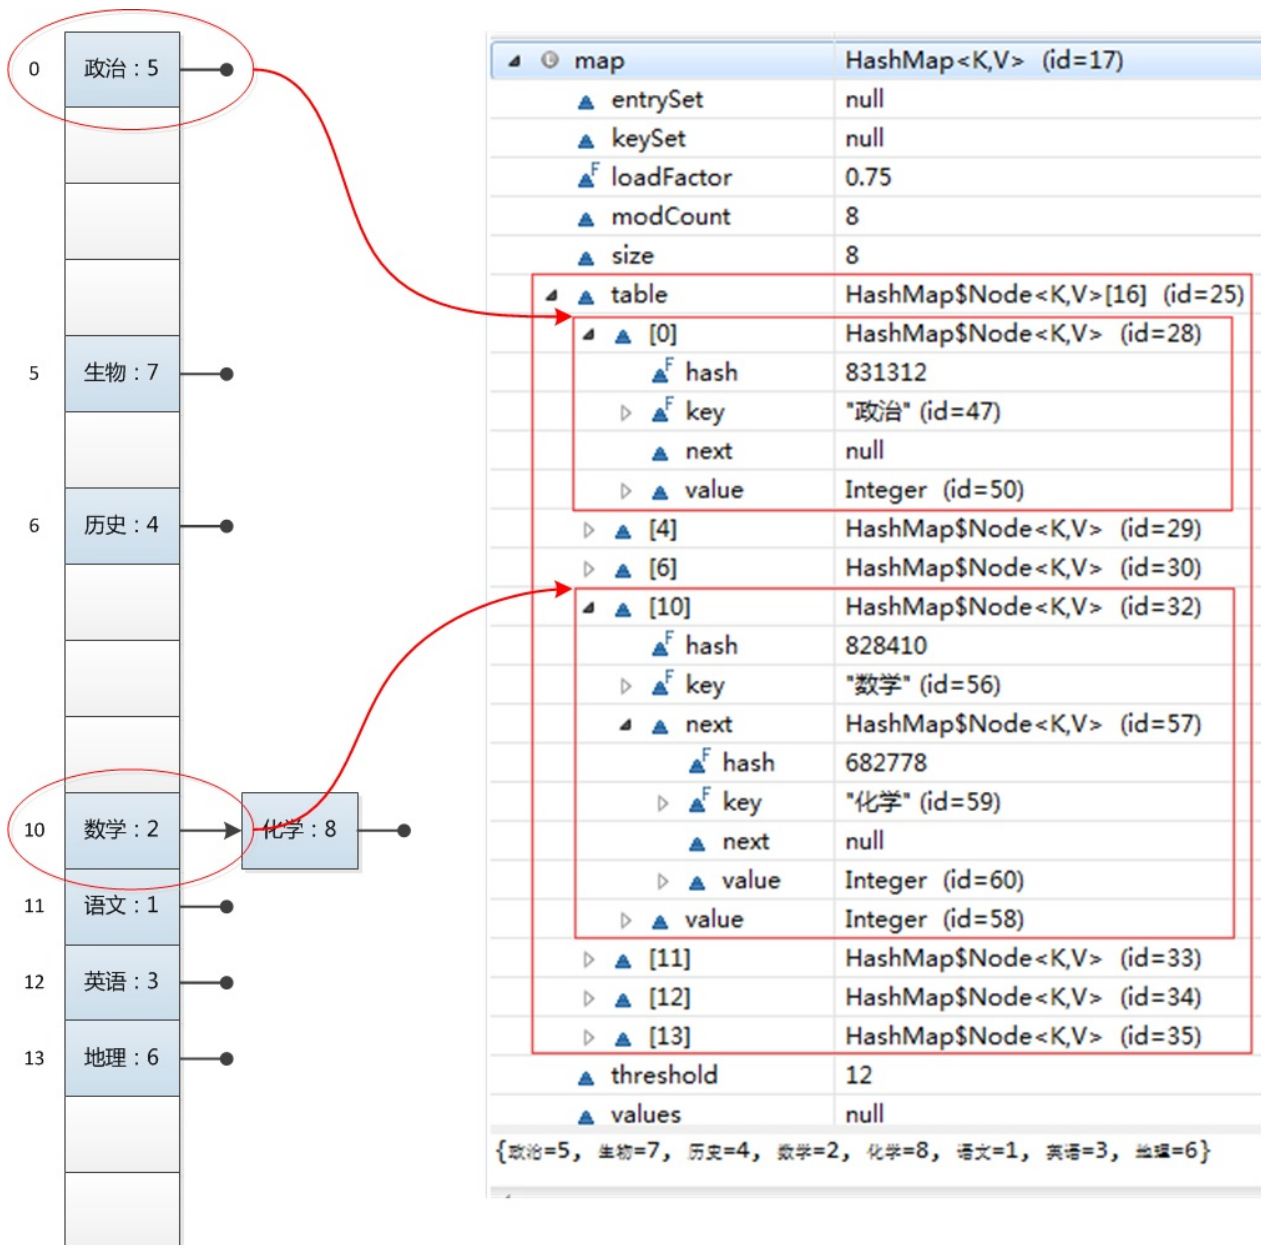 0 政治：5
5 生物：7
6 历史：4
10 数学：2 化学：8
11 语文：1
12 英语：3
13 地理：6
map HashMap<K,V> (id=17)
entrySet null
keySet null
F loadFactor 0.75
modCount 8
size 8
table HashMap$Node<K,V>[16] (id=25)
[0] HashMap$Node<K,V> (id=28)
F hash 831312
F key "政治" (id=47)
next null
value Integer (id=50)
[4] HashMap$Node<K,V> (id=29)
[6] HashMap$Node<K,V> (id=30)
[10] HashMap$Node<K,V> (id=32)
F hash 828410
F key "数学" (id=56)
next HashMap$Node<K,V> (id=57)
F hash 682778
F key "化学" (id=59)
next null
value Integer (id=60)
value Integer (id=58)
[11] HashMap$Node<K,V> (id=33)
[12] HashMap$Node<K,V> (id=34)
[13] HashMap$Node<K,V> (id=35)
threshold 12
values null
{政治=5, 生物=7, 历史=4, 数学=2, 化学=8, 语文=1, 英语=3, 地理=6}